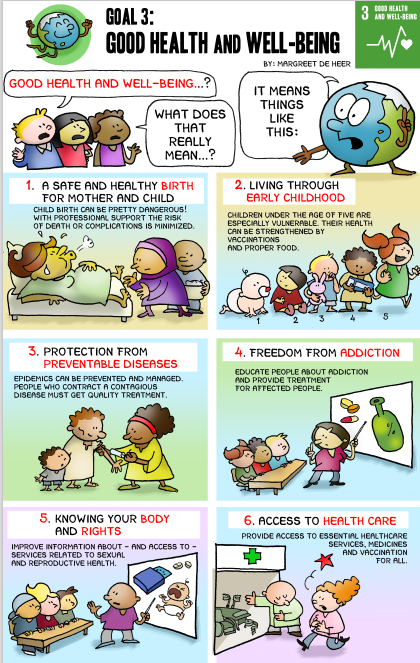 GOAL 3:
GOOD HEALTH AND WELL-BEING
3 GOOD HEALTH
AND WELL-BEING
BY: MARGREET DE HEER
GOOD HEALTH AND WELL-BEING...?
WHAT DOES
THAT
REALLY
MEAN...?
IT MEANS
THINGS
LIKE
THIS:
1. A SAFE AND HEALTHY BIRTH
FOR MOTHER AND CHILD
CHILD BIRTH CAN BE PRETTY DANGEROUS!
WITH PROFESSIONAL SUPPORT THE RISK
OF DEATH OR COMPLICATIONS IS MINIMIZED.
2. LIVING THROUGH
EARLY CHILDHOOD
CHILDREN UNDER THE AGE OF FIVE ARE
ESPECIALLY VULNERABLE. THEIR HEALTH
CAN BE STRENGTHENED BY
VACCINATIONS
AND PROPER FOOD.
1 2 3 4 5
3. PROTECTION FROM
PREVENTABLE DISEASES
EPIDEMICS CAN BE PREVENTED AND MANAGED.
PEOPLE WHO CONTRACT A CONTAGIOUS
DISEASE MUST GET QUALITY TREATMENT.
4. FREEDOM FROM ADDICTION
EDUCATE PEOPLE ABOUT ADDICTION
AND PROVIDE TREATMENT
FOR AFFECTED PEOPLE.
5. KNOWING YOUR BODY
AND RIGHTS
IMPROVE INFORMATION ABOUT - AND ACCESS TO -
SERVICES RELATED TO SEXUAL
AND REPRODUCTIVE HEALTH.
6. ACCESS TO HEALTH CARE
PROVIDE ACCESS TO ESSENTIAL HEALTHCARE
SERVICES, MEDICINES
AND VACCINATION
FOR ALL.